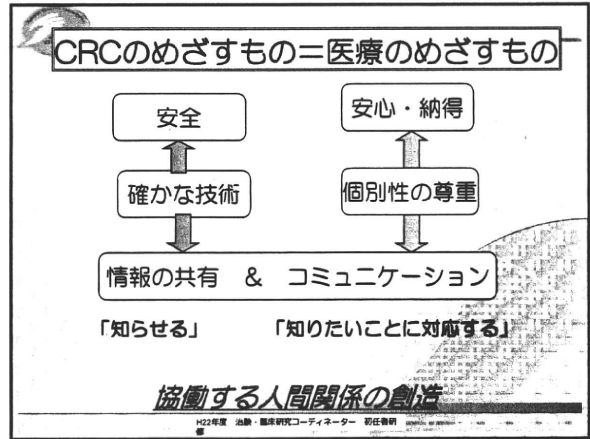 CRCのめざすもの＝医療のめざすもの
安全
安心・納得
確かな技術
個別性の尊重
情報の共有 & コミュニケーション
「知らせる」 「知りたいことに対応する」
協働する人間関係の創造
H22年度 治験・臨床研究コーディネーター 初任者研
修